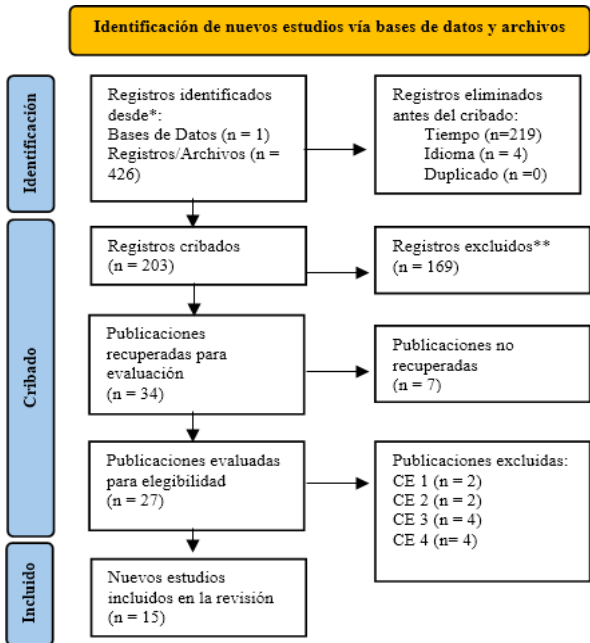 Identificación de nuevos estudios vía bases de datos y archivos
Identificación
Registros identificados
desde*:
Bases de Datos (n = 1)
Registros/Archivos (n =
426)
Registros eliminados
antes del cribado:
Tiempo (n=219)
Idioma (n = 4)
Duplicado (n =0)
Cribado
Registros cribados
(n = 203)
Registros excluidos**
(n = 169)
Publicaciones
recuperadas para
evaluación
(n = 34)
Publicaciones no
recuperadas
(n = 7)
Publicaciones evaluadas
para elegibilidad
(n = 27)
Publicaciones excluidas:
CE 1 (n = 2)
CE 2 (n = 2)
CE 3 (n = 4)
CE 4 (n= 4)
Incluido
Nuevos estudios
incluidos en la revisión
(n = 15)